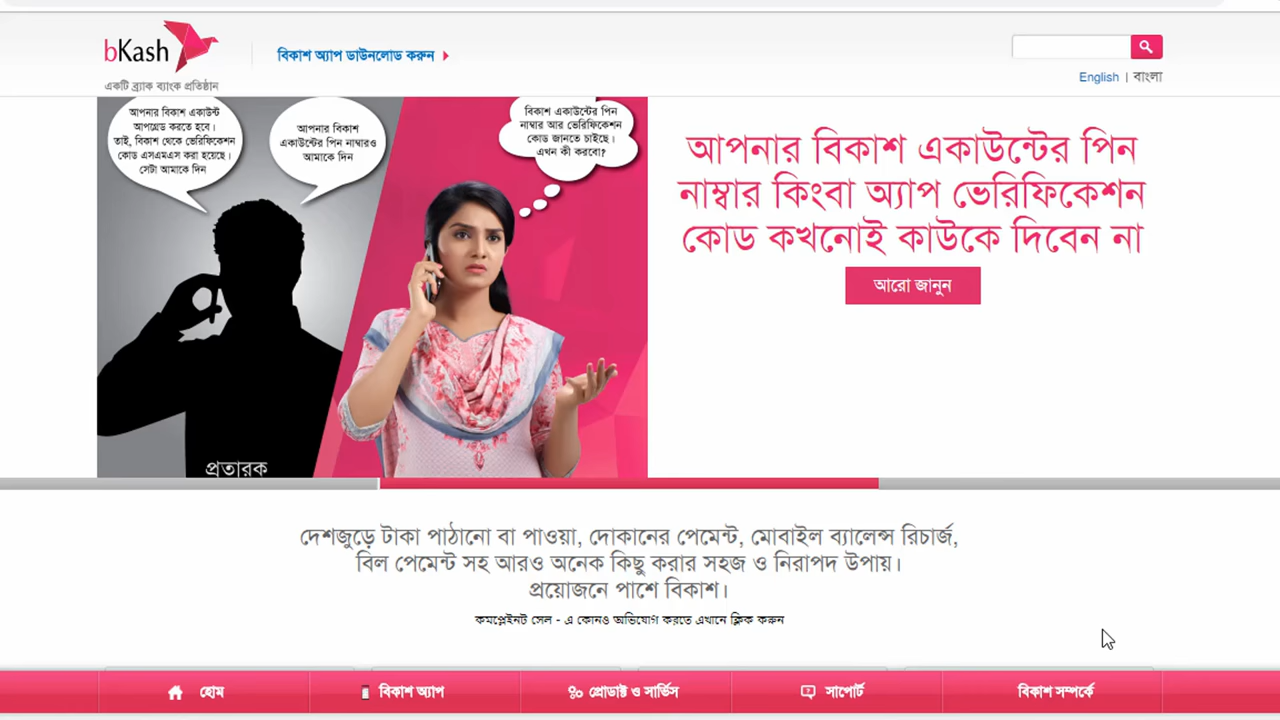 bKash
একটি ব্র্যাক ব্যাংক প্রতিষ্ঠান
বিকাশ অ্যাপ ডাউনলোড করুন
English | বাংলা
আপনার বিকাশ একাউন্ট
আপগ্রেড করতে হবে।
তাই, বিকাশ থেকে ভেরিফিকেশন
কোড এসএমএস করা হয়েছে।
সেটা আমাকে দিন
আপনার বিকাশ
একাউন্টের পিন নাম্বারও
আমাকে দিন
বিকাশ একাউন্টের পিন
নাম্বার আর ভেরিফিকেশন
কোড জানতে চাইছে।
এখন কী করবো?
প্রতারক
আপনার বিকাশ একাউন্টের পিন
নাম্বার কিংবা অ্যাপ ভেরিফিকেশন
কোড কখনোই কাউকে দিবেন না
আরো জানুন
দেশজুড়ে টাকা পাঠানো বা পাওয়া, দোকানের পেমেন্ট, মোবাইল ব্যালেন্স রিচার্জ,
বিল পেমেন্ট সহ আরও অনেক কিছু করার সহজ ও নিরাপদ উপায়।
প্রয়োজনে পাশে বিকাশ।
কমপ্লেইনট সেল - এ কোনও অভিযোগ করতে এখানে ক্লিক করুন
হোম
বিকাশ অ্যাপ
প্রোডাক্ট ও সার্ভিস
সাপোর্ট
বিকাশ সম্পর্কে